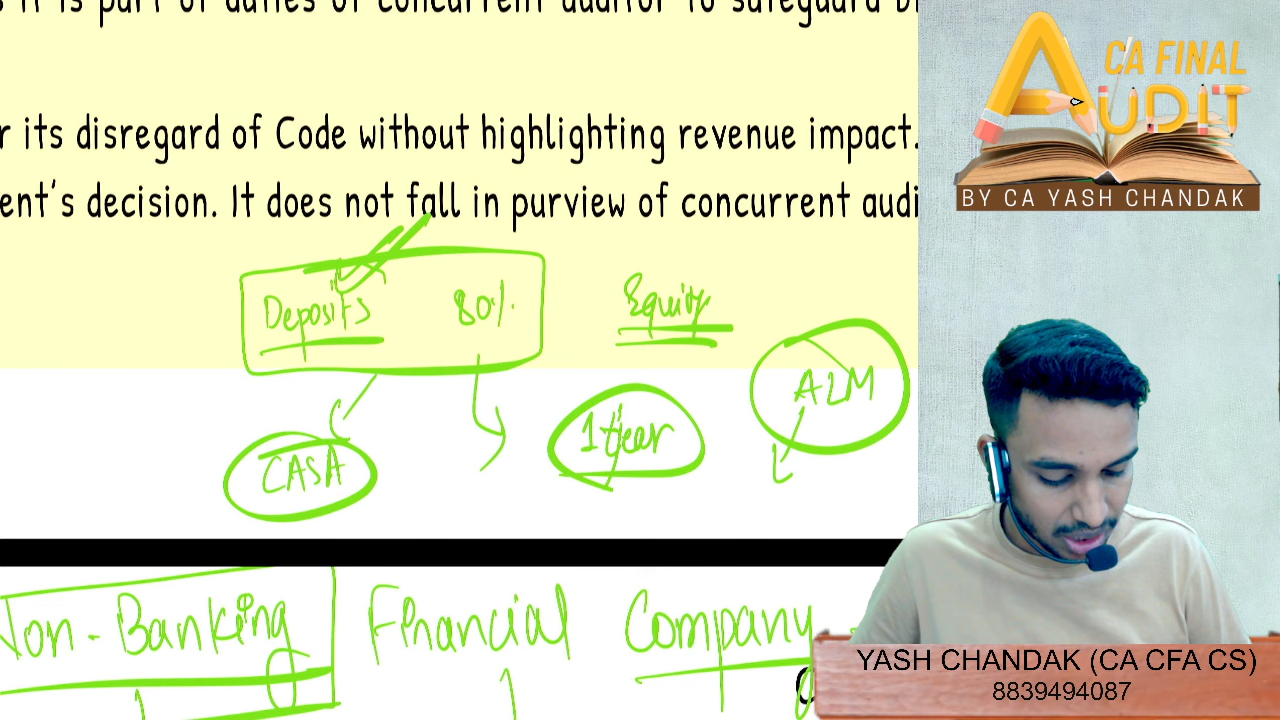 s it is part of duties of concurrent auditor to safeguard
r its disregard of Code without highlighting revenue impact.
ent's decision. It does not fall in purview of concurrent audi
Deposits 80%. Equity
ALM
CASA 1 Year
Non-Banking Financial Company
CA FINAL
AUDIT
BY CA YASH CHANDAK
YASH CHANDAK (CA CFA CS)
8839494087